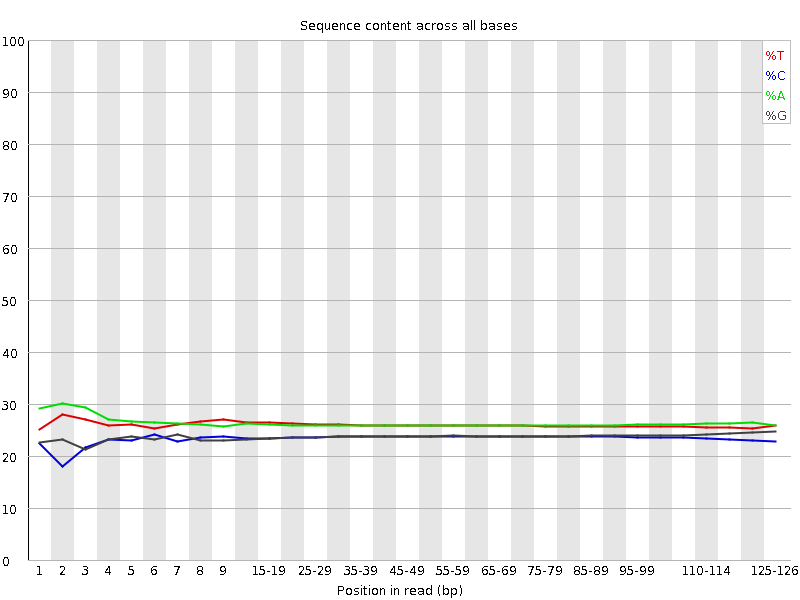 Sequence content across all bases
100
90
80
70
60
50
40
30
20
10
0
%T
%C
%A
%G
1 2 3 4 5 6 7 8 9 15-19 25-29 35-39 45-49 55-59 65-69 75-79 85-89 95-99 110-114 125-126
Position in read (bp)